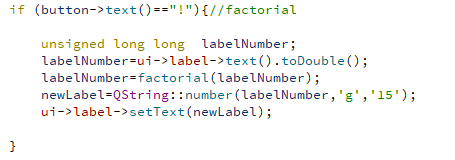 if (button->text()=="!"){//factorial
unsigned long long  labelNumber;
labelNumber=ui->label->text().toDouble();
labelNumber=factorial(labelNumber);
newLabel=QString::number(labelNumber,'g','15');
ui->label->setText(newLabel);
}